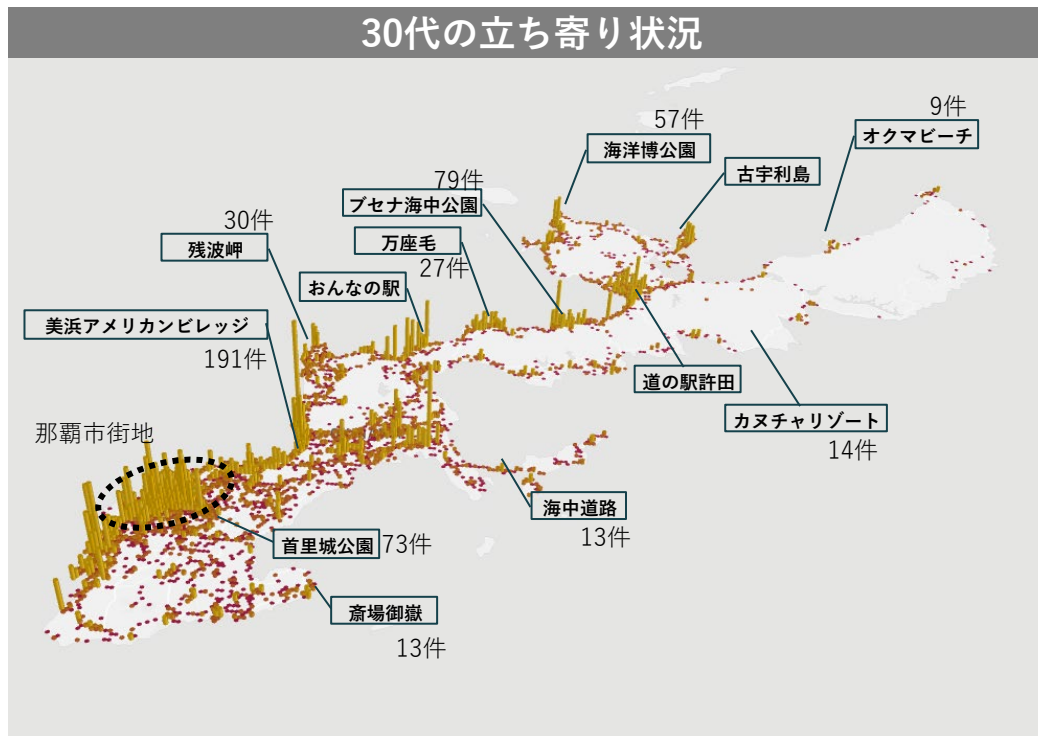 30代の立ち寄り状況
9件
オクマビーチ
57件
海洋博公園
古宇利島
79件
ブセナ海中公園
30件
残波岬
万座毛
27件
おんなの駅
美浜アメリカンビレッジ
191件
道の駅許田
カヌチャリゾート
14件
那覇市街地
海中道路
13件
首里城公園
73件
斎場御嶽
13件